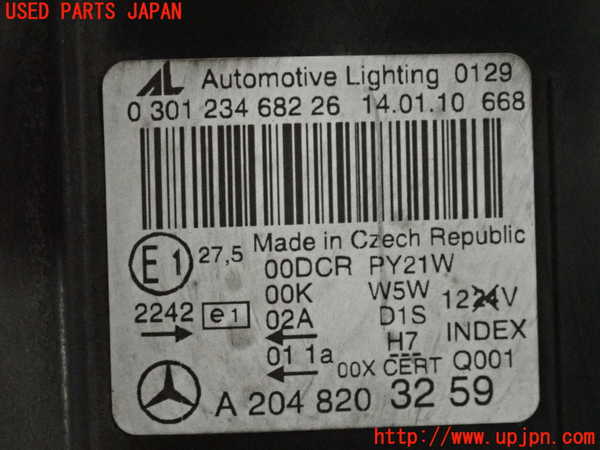 USED PARTS JAPAN
AL Automotive Lighting 0129
0 301 234 682 26 14.01.10 668
E1 27,5 Made in Czech Republic
00DCR PY21W
00K W5W 1224V
2242 e1 02A D1S
H7 INDEX
01 1a 00X CERT Q001
A 204 820 32 59
http://www.upjpn.com/